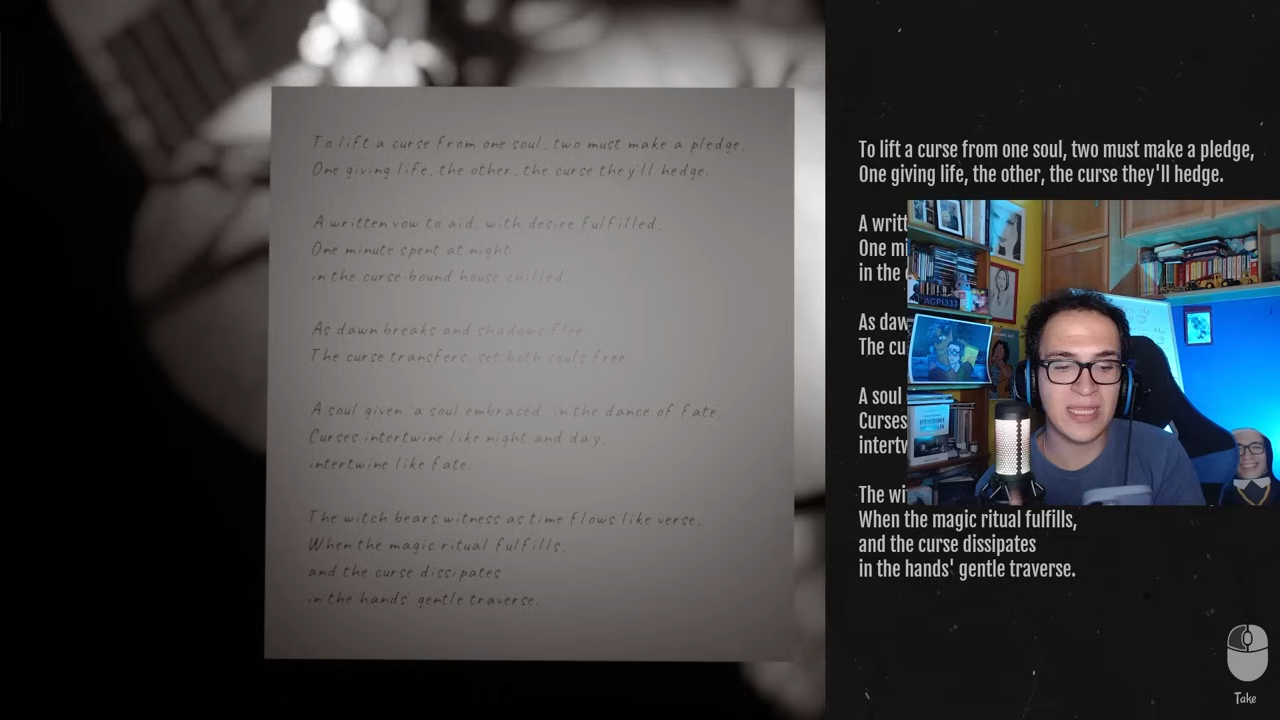 To lift a curse from one soul, two must make a pledge,
One giving life, the other, the curse they'll hedge.
A written vow to aid, with desire fulfilled,
One minute spent at night
in the curse-bound house chilled.
As dawn breaks and shadows flee
The curse transfers, set both souls free.
A soul given, a soul embraced, in the dance of fate,
Curses intertwine like night and day,
intertwine like fate.
The witch bears witness as time flows like verse,
When the magic ritual fulfills,
and the curse dissipates
in the hands' gentle traverse.
To lift a curse from one soul, two must make a pledge,
One giving life, the other, the curse they'll hedge.
A writt
One mi
in the
As daw
The cu
A soul
Curses
intertw
The wi
When the magic ritual fulfills,
and the curse dissipates
in the hands' gentle traverse.
ACPI333
Take